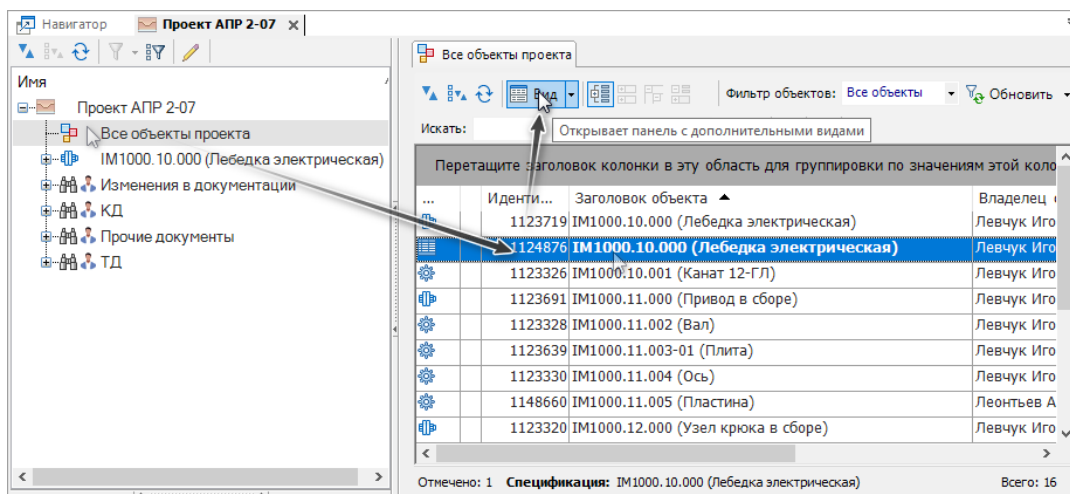 Навигатор
Проект АПР 2-07
Имя
Проект АПР 2-07
Все объекты проекта
IM1000.10.000 (Лебедка электрическая)
Изменения в документации
КД
Прочие документы
ТД
Все объекты проекта
Вид
Фильтр объектов: Все объекты
Обновить
Искать:
Открывает панель с дополнительными видами
Перетащите заголовок колонки в эту область для группировки по значениям этой коло
... Иденти... Заголовок объекта Владелец
1123719 IM1000.10.000 (Лебедка электрическая) Левчук Иго
1124876 IM1000.10.000 (Лебедка электрическая) Левчук Иго
1123326 IM1000.10.001 (Канат 12-ГЛ) Левчук Иго
1123691 IM1000.11.000 (Привод в сборе) Левчук Иго
1123328 IM1000.11.002 (Вал) Левчук Иго
1123639 IM1000.11.003-01 (Плита) Левчук Иго
1123330 IM1000.11.004 (Ось) Левчук Иго
1148660 IM1000.11.005 (Пластина) Леонтьев А
1123320 IM1000.12.000 (Узел крюка в сборе) Левчук Иго
Отмечено: 1 Спецификация: IM1000.10.000 (Лебедка электрическая) Всего: 16